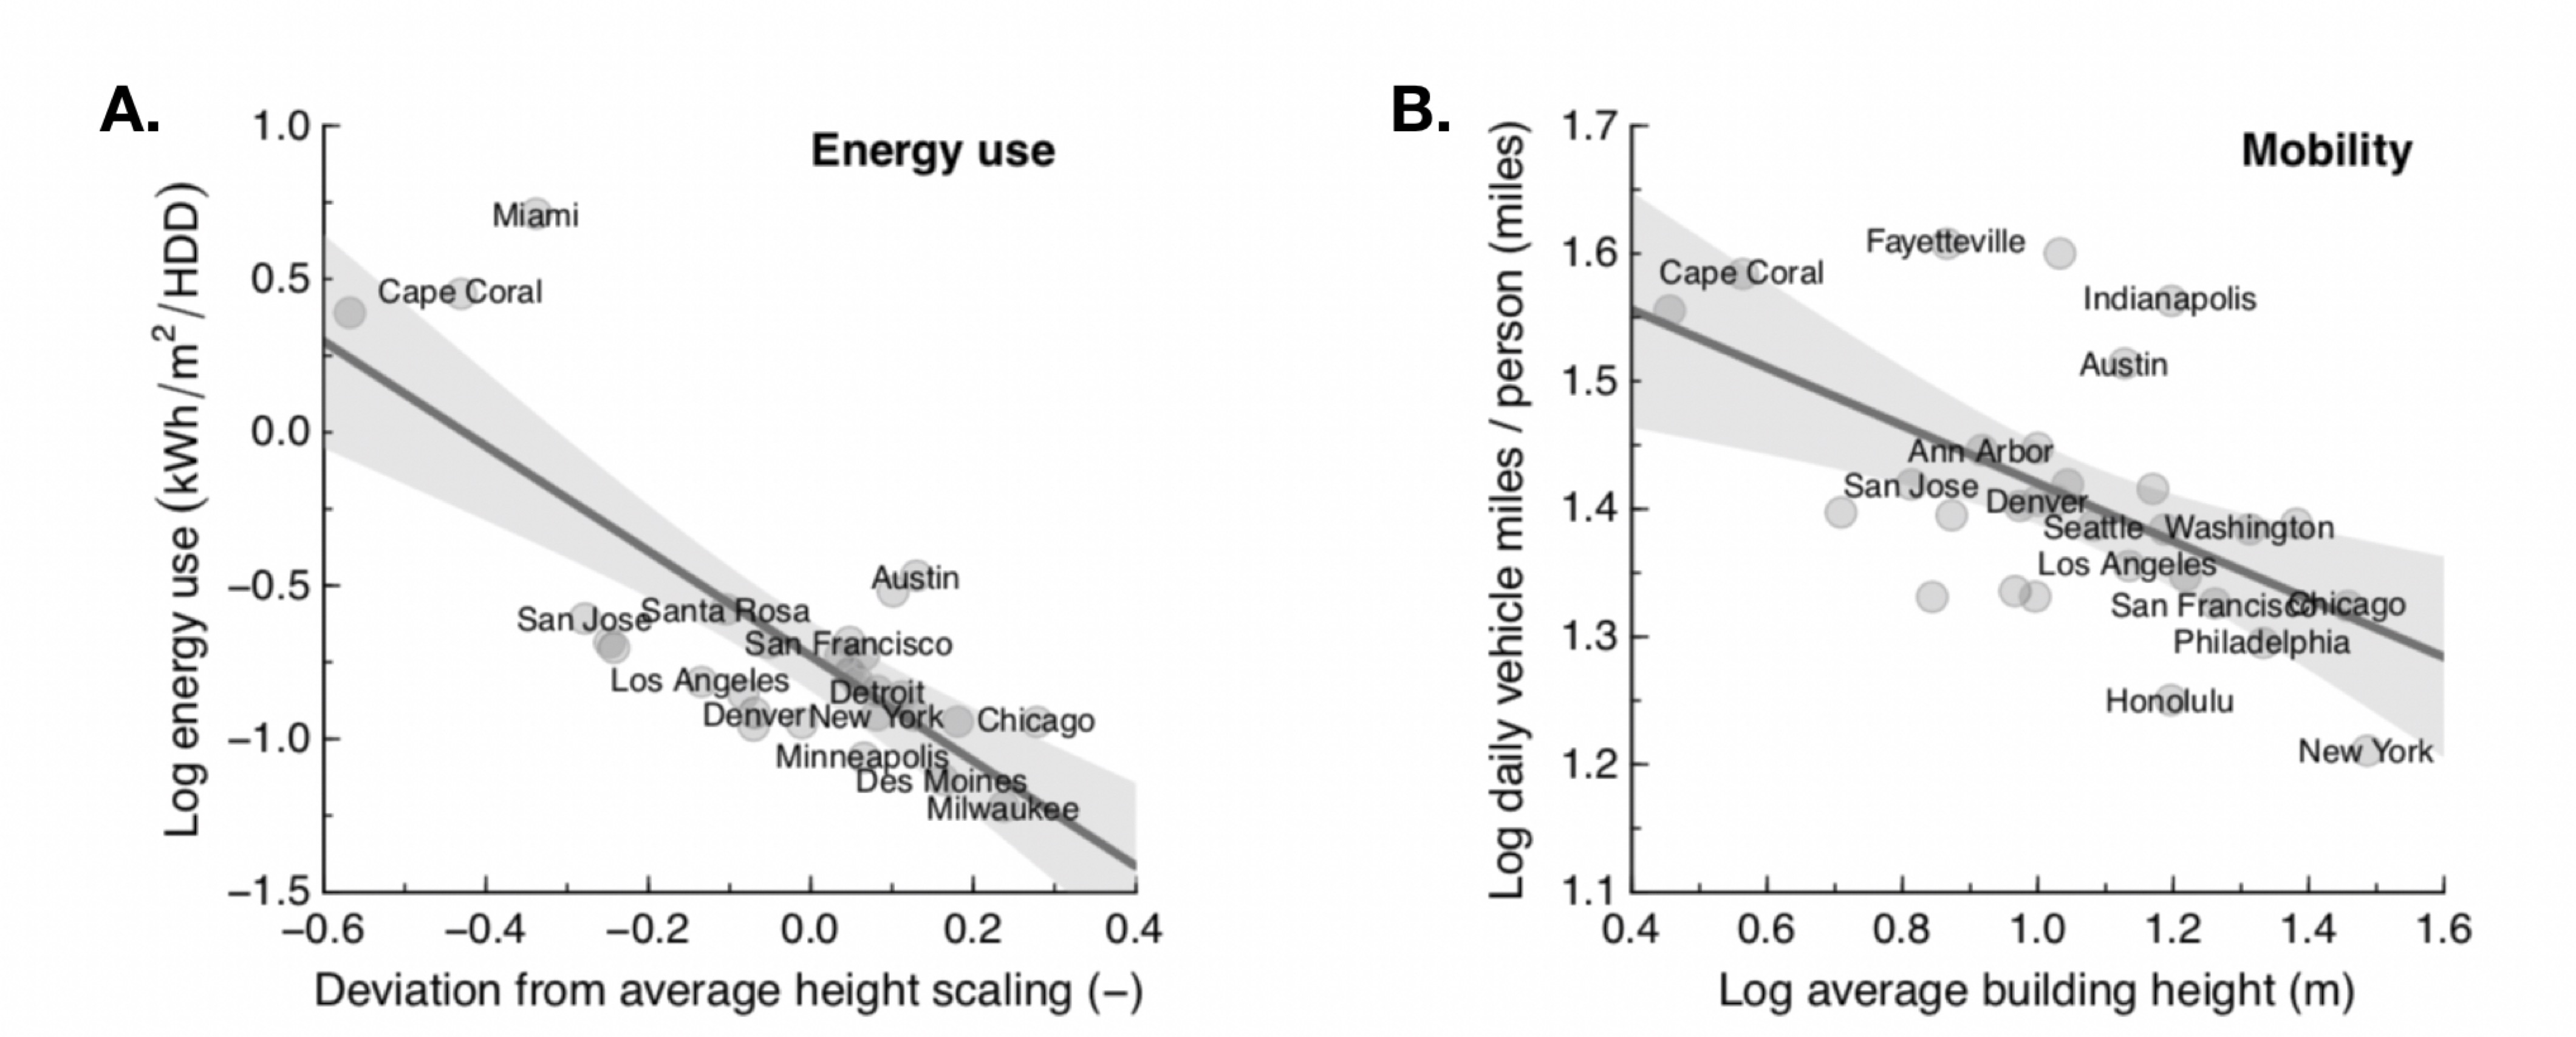 A.
Energy use
Log energy use (kWh/m²/HDD)
1.0
0.5
0.0
−0.5
−1.0
−1.5
Miami
Cape Coral
Austin
San Jose
Santa Rosa
San Francisco
Los Angeles
Detroit
Denver
New York
Chicago
Minneapolis
Des Moines
Milwaukee
−0.6 −0.4 −0.2 0.0 0.2 0.4
Deviation from average height scaling (−)
B.
Mobility
Log daily vehicle miles / person (miles)
1.7
1.6
1.5
1.4
1.3
1.2
1.1
Fayetteville
Cape Coral
Indianapolis
Austin
Ann Arbor
San Jose
Denver
Seattle
Washington
Los Angeles
San Francisco
Chicago
Philadelphia
Honolulu
New York
0.4 0.6 0.8 1.0 1.2 1.4 1.6
Log average building height (m)